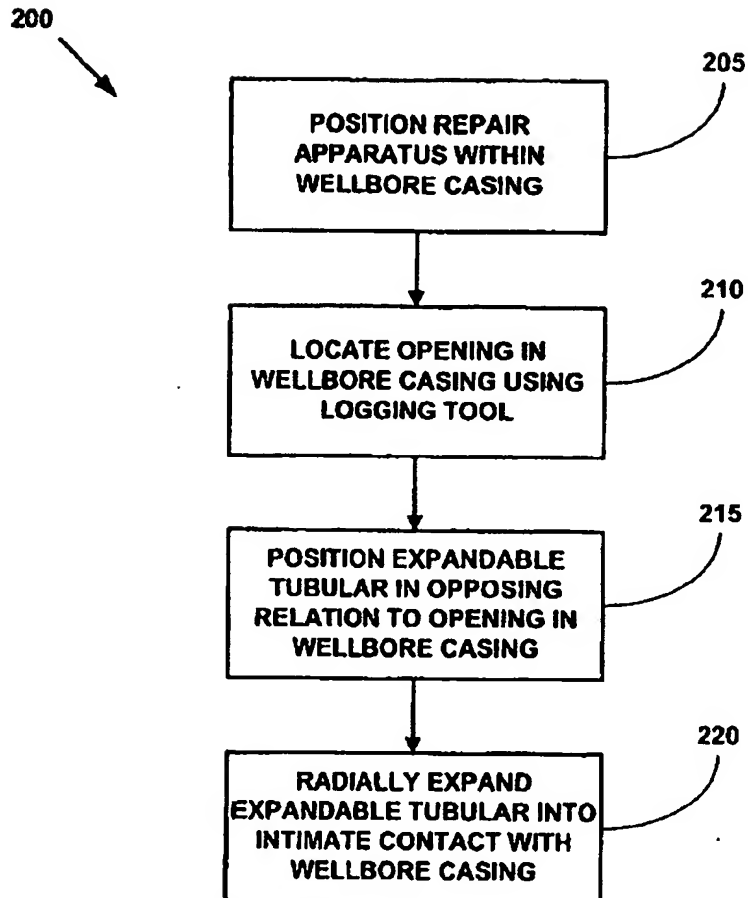 200
205
POSITION REPAIR
APPARATUS WITHIN
WELLBORE CASING
210
LOCATE OPENING IN
WELLBORE CASING USING
LOGGING TOOL
215
POSITION EXPANDABLE
TUBULAR IN OPPOSING
RELATION TO OPENING IN
WELLBORE CASING
220
RADIALLY EXPAND
EXPANDABLE TUBULAR INTO
INTIMATE CONTACT WITH
WELLBORE CASING